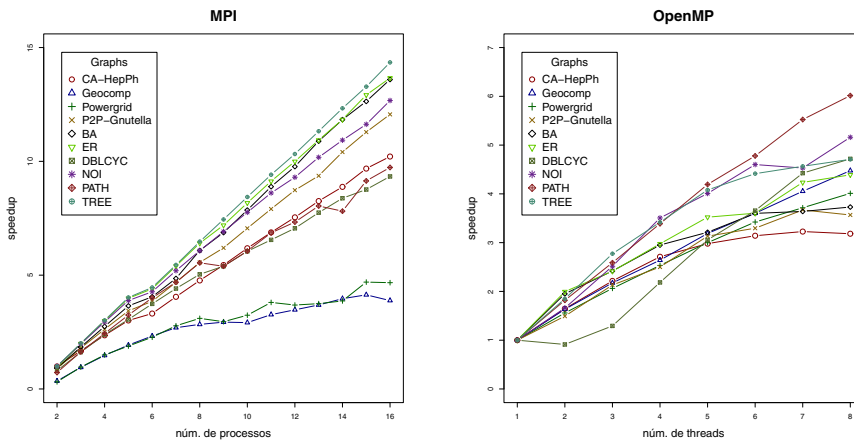 MPI
speedup
15
10
5
0
Graphs
CA−HepPh
Geocomp
Powergrid
P2P−Gnutella
BA
ER
DBLCYC
NOI
PATH
TREE
2 4 6 8 10 12 14 16
núm. de processos
OpenMP
speedup
7
6
5
4
3
2
1
0
Graphs
CA−HepPh
Geocomp
Powergrid
P2P−Gnutella
BA
ER
DBLCYC
NOI
PATH
TREE
1 2 3 4 5 6 7 8
núm. de threads